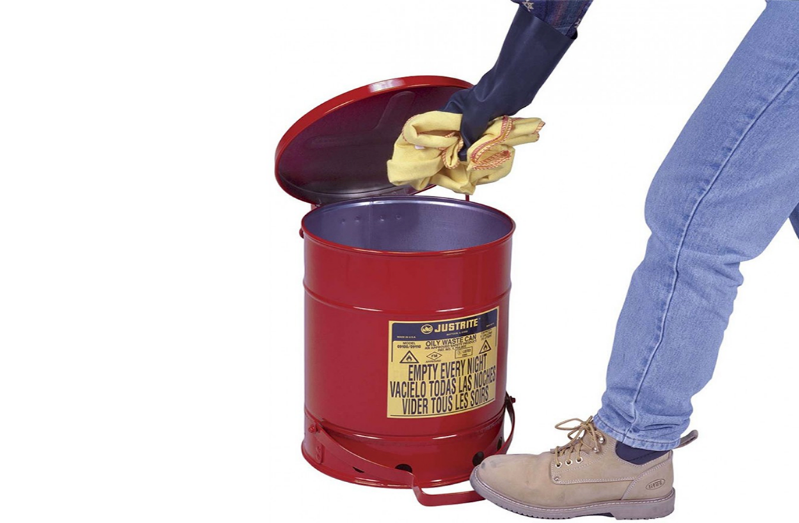 JUSTRITE
OILY WASTE CAN
EMPTY EVERY NIGHT
VACIELO TODAS LAS NOCHES
VIDER TOUS LES SOIRS